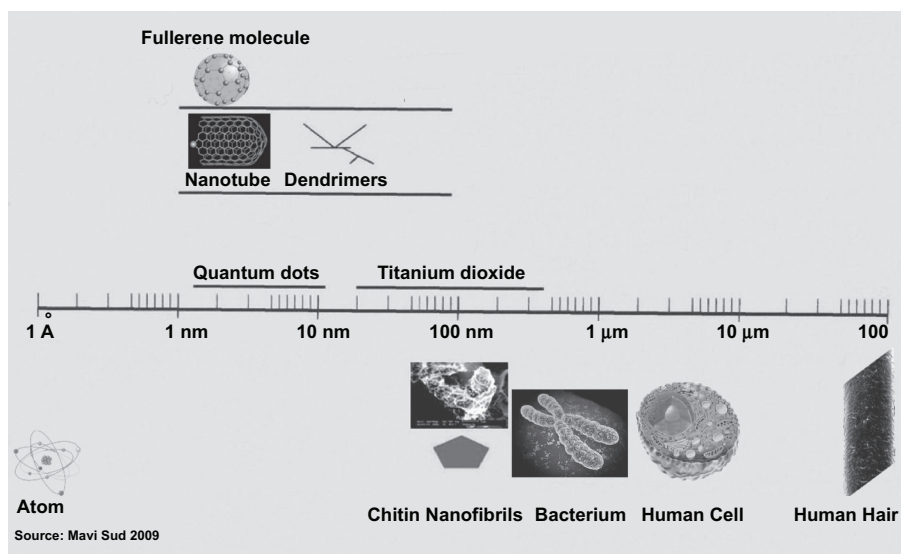 Fullerene molecule
Nanotube Dendrimers
Quantum dots Titanium dioxide
1 Å 1 nm 10 nm 100 nm 1 μm 10 μm 100
Atom Chitin Nanofibrils Bacterium Human Cell Human Hair
Source: Mavi Sud 2009